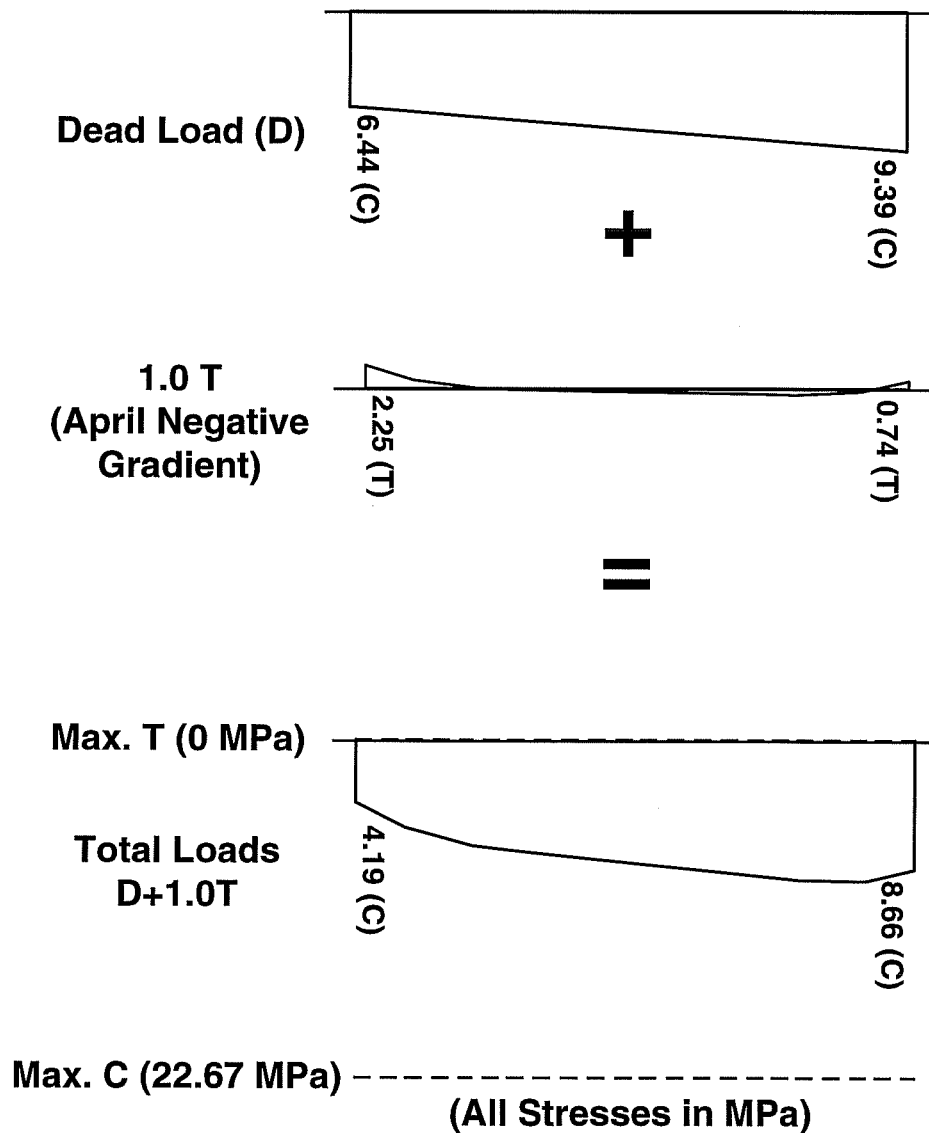 Dead Load (D)
6.44 (C)
9.39 (C)
+
1.0 T
(April Negative
Gradient)
2.25 (T)
0.74 (T)
=
Max. T (0 MPa)
Total Loads
D+1.0T
4.19 (C)
8.66 (C)
Max. C (22.67 MPa)
(All Stresses in MPa)